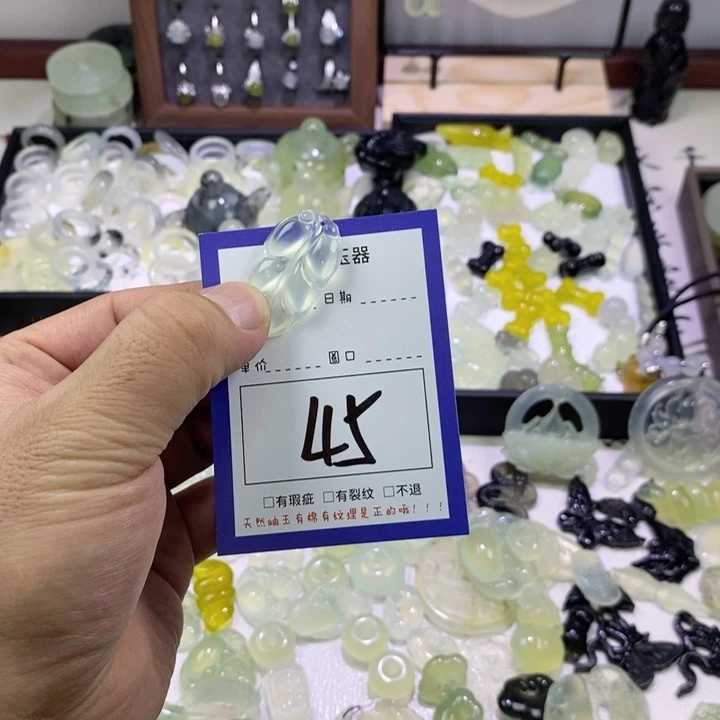 玉器
日期
单价 圈口
45
□有瑕疵 □有裂纹 □不退
天然岫玉有棉有纹理是正的哦！！！